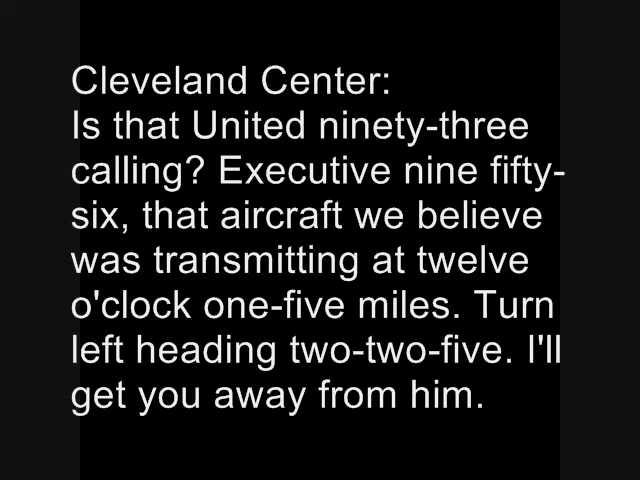 Cleveland Center:
Is that United ninety-three
calling? Executive nine fifty-
six, that aircraft we believe
was transmitting at twelve
o'clock one-five miles. Turn
left heading two-two-five. I'll
get you away from him.